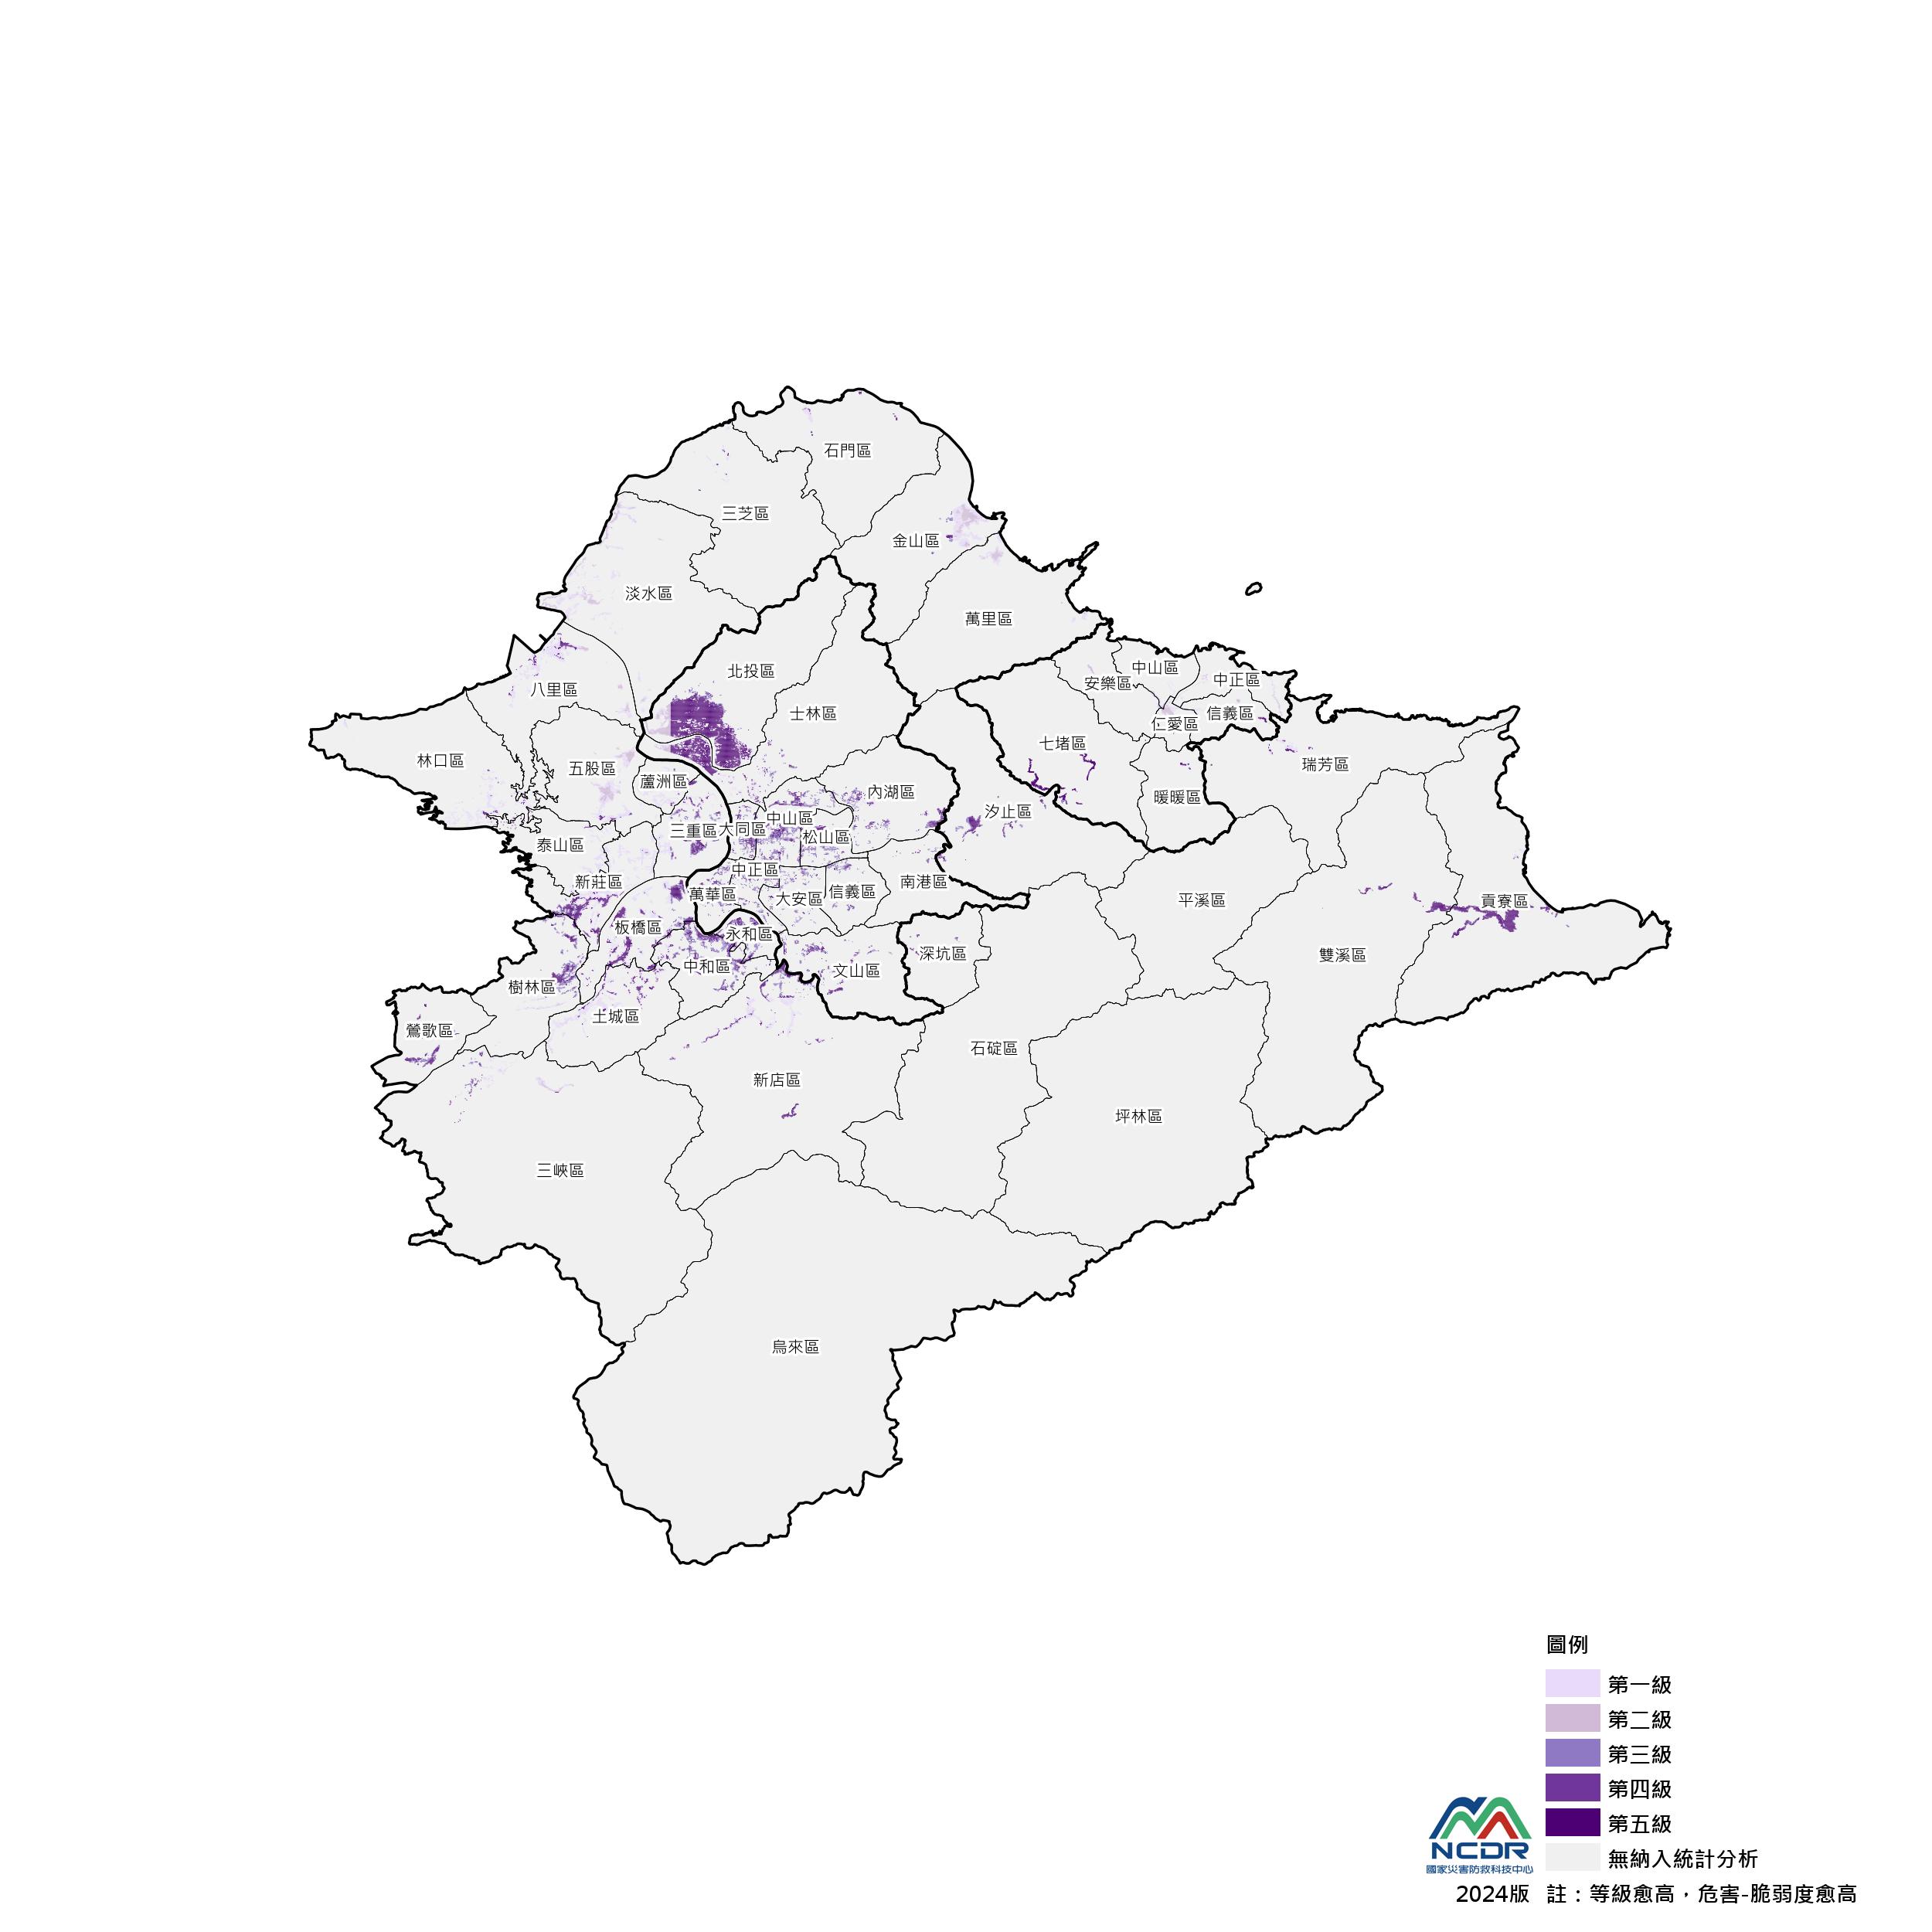 石門區
三芝區
金山區
淡水區
萬里區
北投區
中山區
安樂區
中正區
八里區
士林區
信義區
仁愛區
七堵區
林口區
五股區
瑞芳區
蘆洲區
內湖區
暖暖區
汐止區
中山區
三重區
大同區
松山區
泰山區
中正區
新莊區
南港區
萬華區
信義區
大安區
平溪區
貢寮區
板橋區
永和區
深坑區
雙溪區
中和區
文山區
樹林區
土城區
鶯歌區
石碇區
新店區
坪林區
三峽區
烏來區
圖例
第一級
第二級
第三級
第四級
第五級
無納入統計分析
NCDR
國家災害防救科技中心
2024版 註：等級愈高，危害-脆弱度愈高